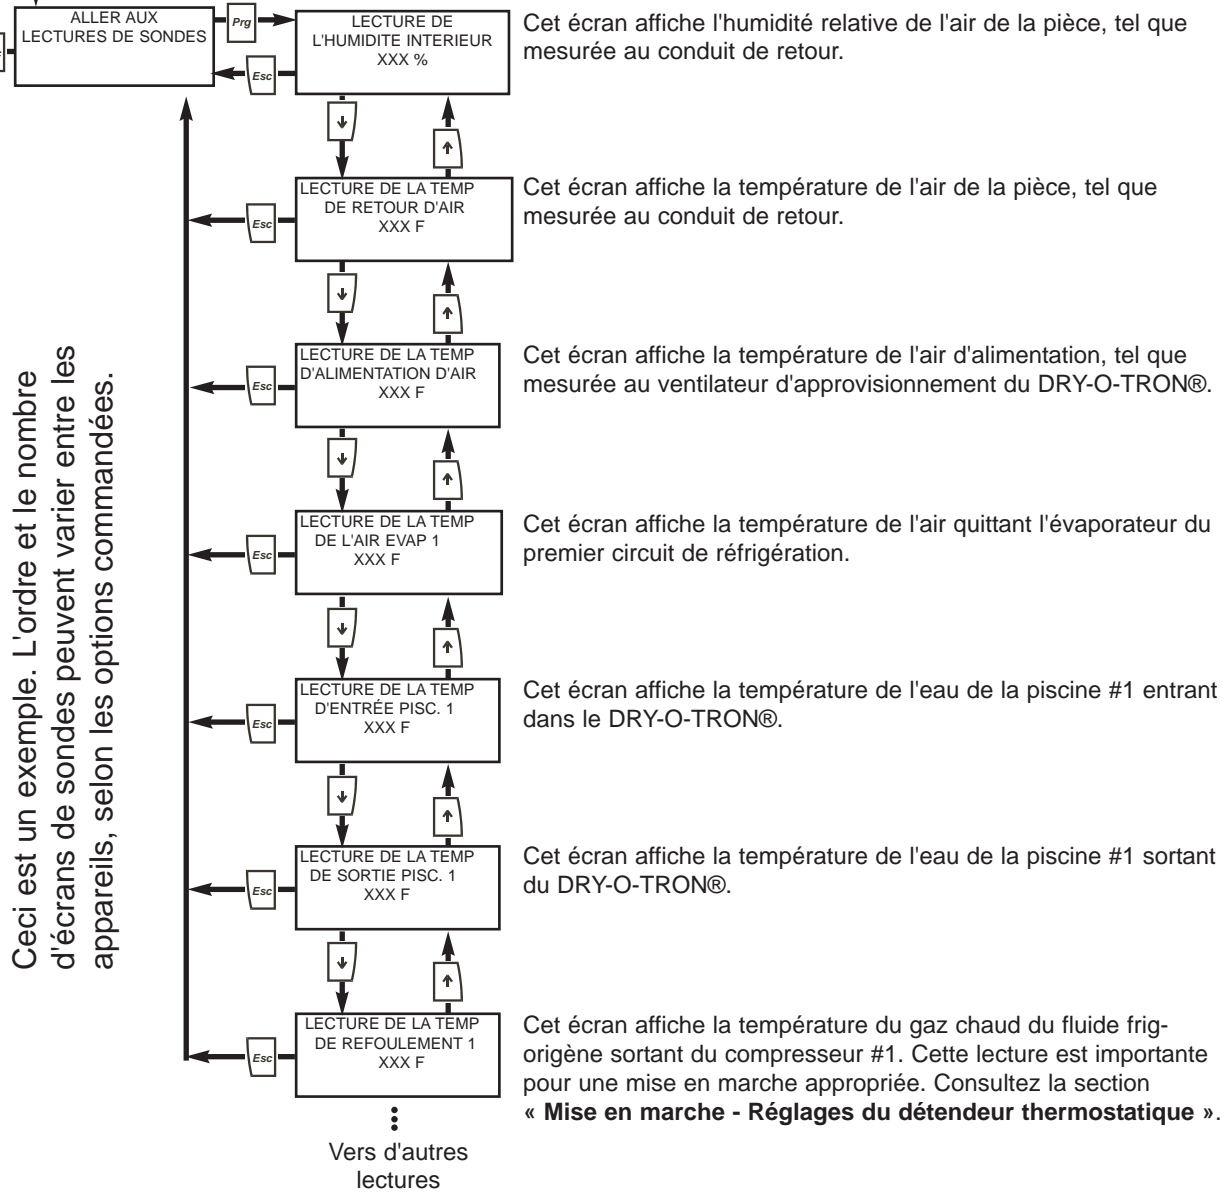 ALLER AUX
LECTURES DE SONDES
Prg
Esc
LECTURE DE
L'HUMIDITE INTERIEUR
XXX %
Cet écran affiche l'humidité relative de l'air de la pièce, tel que
mesurée au conduit de retour.
LECTURE DE LA TEMP
DE RETOUR D'AIR
XXX F
Esc
Cet écran affiche la température de l'air de la pièce, tel que
mesurée au conduit de retour.
LECTURE DE LA TEMP
D'ALIMENTATION D'AIR
XXX F
Esc
Cet écran affiche la température de l'air d'alimentation, tel que
mesurée au ventilateur d'approvisionnement du DRY-O-TRON®.
LECTURE DE LA TEMP
DE L'AIR EVAP 1
XXX F
Esc
Cet écran affiche la température de l'air quittant l'évaporateur du
premier circuit de réfrigération.
LECTURE DE LA TEMP
D'ENTRÉE PISC. 1
XXX F
Esc
Cet écran affiche la température de l'eau de la piscine #1 entrant
dans le DRY-O-TRON®.
LECTURE DE LA TEMP
DE SORTIE PISC. 1
XXX F
Esc
Cet écran affiche la température de l'eau de la piscine #1 sortant
du DRY-O-TRON®.
LECTURE DE LA TEMP
DE REFOULEMENT 1
XXX F
Esc
Cet écran affiche la température du gaz chaud du fluide frig-
origène sortant du compresseur #1. Cette lecture est importante
pour une mise en marche appropriée. Consultez la section
« Mise en marche - Réglages du détendeur thermostatique ».
Vers d'autres
lectures
Ceci est un exemple. L'ordre et le nombre
d'écrans de sondes peuvent varier entre les
appareils, selon les options commandées.